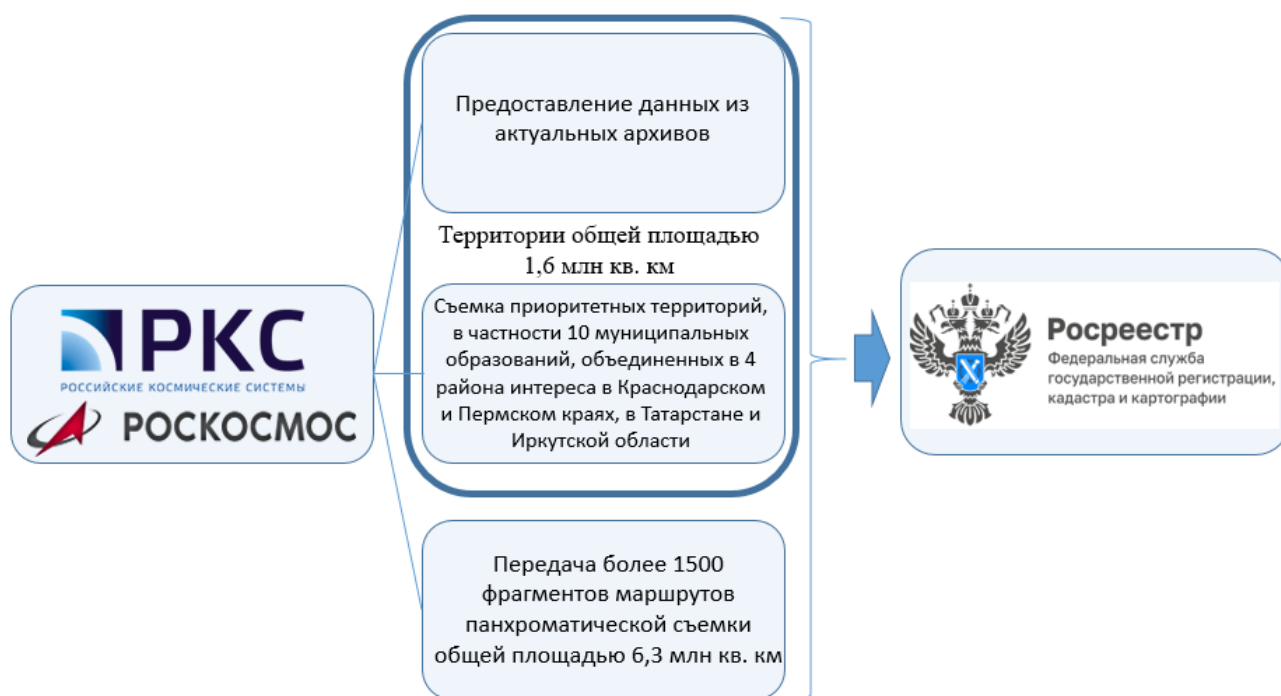 Предоставление данных из
актуальных архивов
Территории общей площадью
1,6 млн кв. км
Съемка приоритетных территорий,
в частности 10 муниципальных
образований, объединенных в 4
района интереса в Краснодарском
и Пермском краях, в Татарстане и
Иркутской области
Передача более 1500
фрагментов маршрутов
панхроматической съемки
общей площадью 6,3 млн кв. км
РКС
РОССИЙСКИЕ КОСМИЧЕСКИЕ СИСТЕМЫ
РОСКОСМОС
Росреестр
Федеральная служба
государственной регистрации,
кадастра и картографии